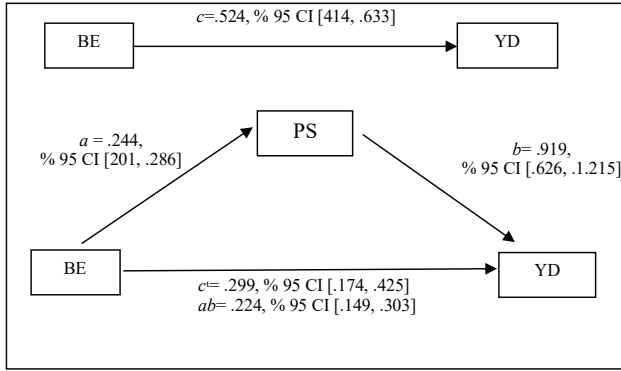 c=.524, % 95 CI [414, .633]
BE
YD
PS
a = .244,
% 95 CI [201, .286]
b= .919,
% 95 CI [.626, .1.215]
BE
YD
cᶦ= .299, % 95 CI [.174, .425]
ab= .224, % 95 CI [.149, .303]